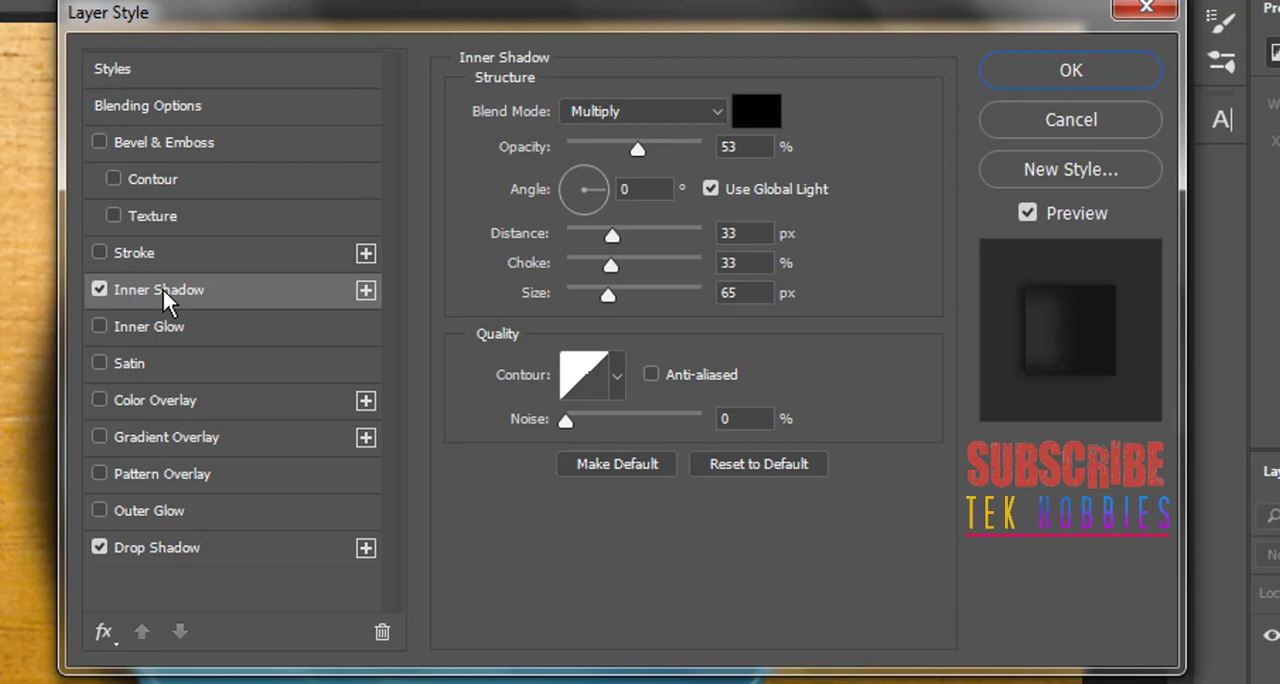 Layer Style
Styles
Blending Options
Bevel & Emboss
Contour
Texture
Stroke
Inner Shadow
Inner Glow
Satin
Color Overlay
Gradient Overlay
Pattern Overlay
Outer Glow
Drop Shadow
fx
Inner Shadow
Structure
Blend Mode: Multiply
Opacity: 53 %
Angle: 0 ° Use Global Light
Distance: 33 px
Choke: 33 %
Size: 65 px
Quality
Contour: Anti-aliased
Noise: 0 %
Make Default Reset to Default
OK
Cancel
New Style...
Preview
SUBSCRIBE
TEK HOBBIES
A|